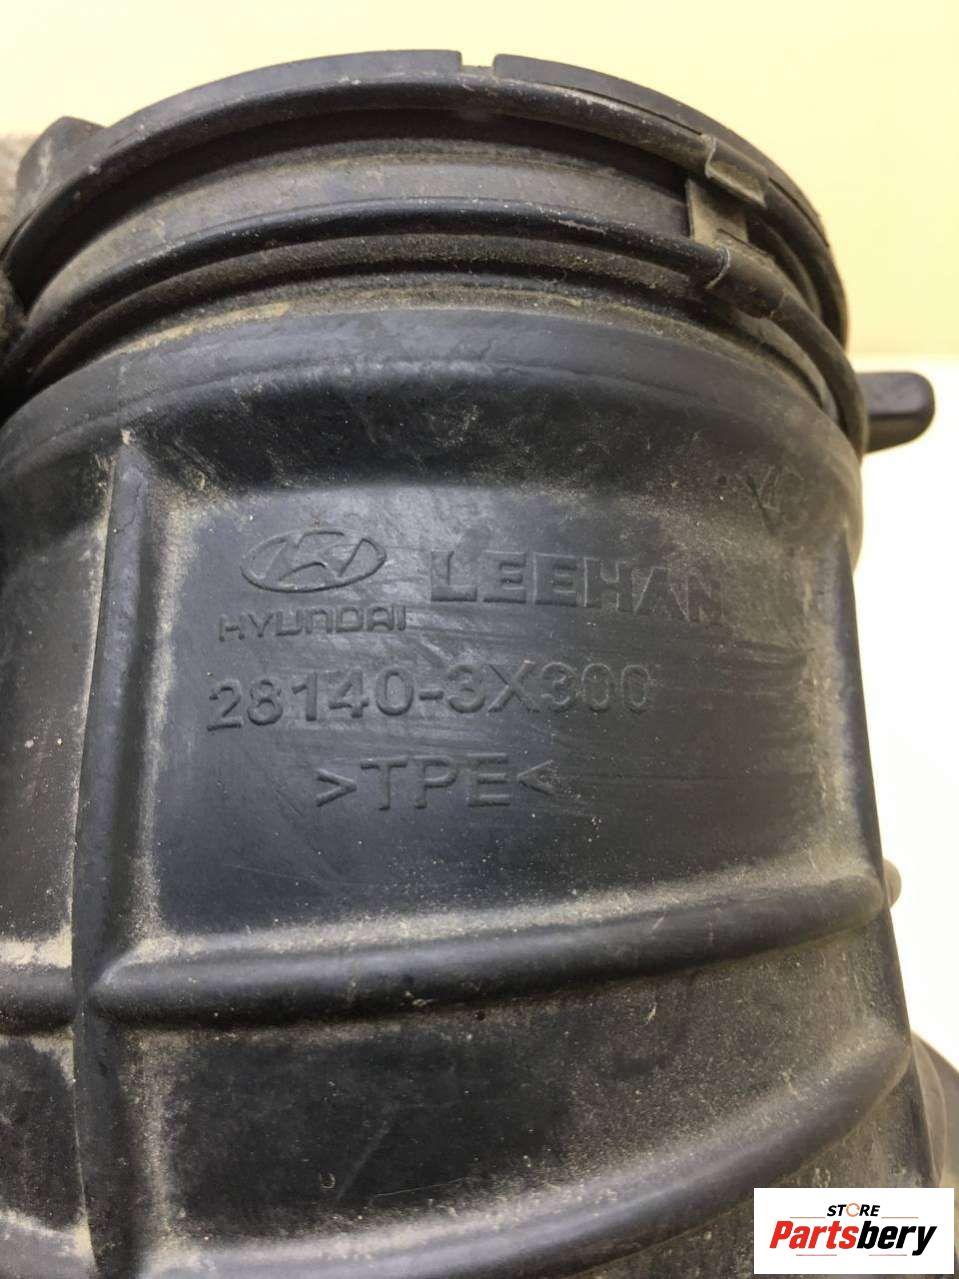 LEEHAN
HYUNDAI
28140-3X300
>TPE<
STORE
Partsbery